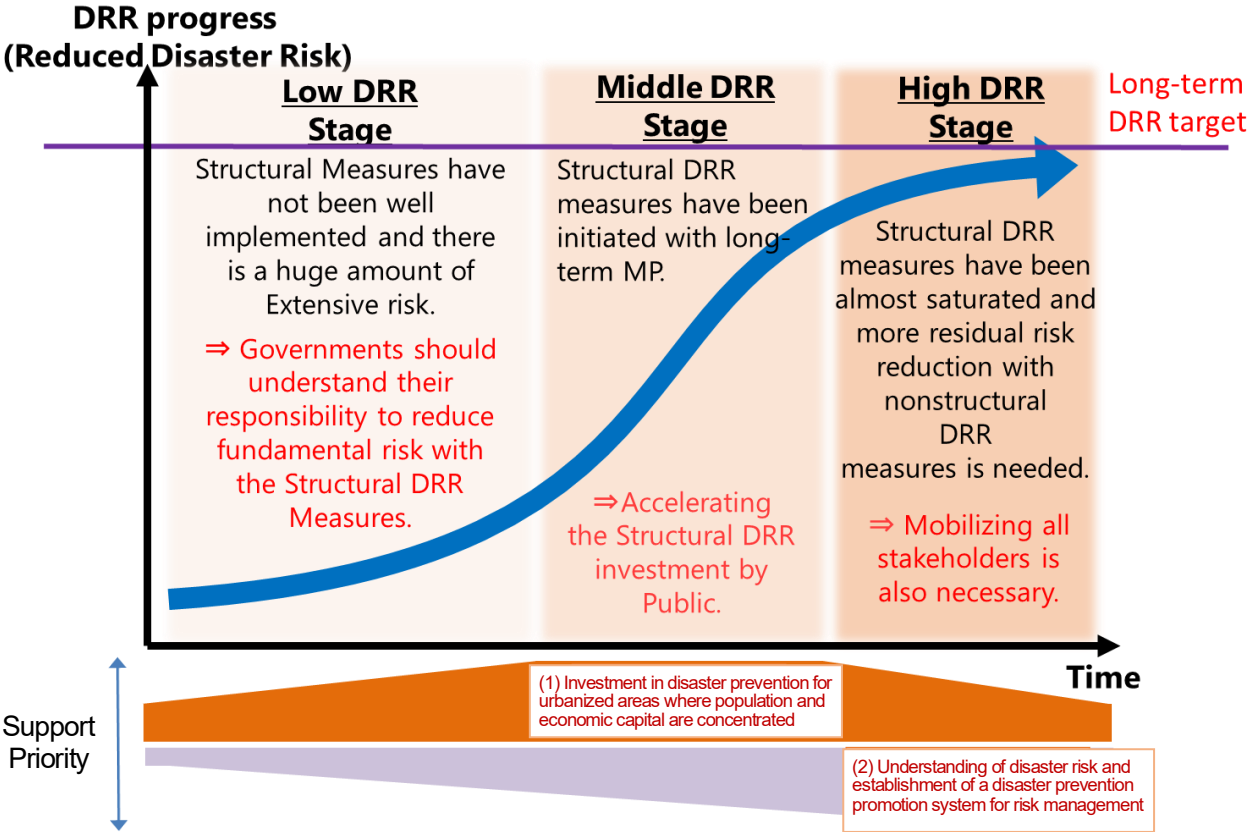 DRR progress
(Reduced Disaster Risk)
Low DRR
Stage
Structural Measures have
not been well
implemented and there
is a huge amount of
Extensive risk.
⇒ Governments should
understand their
responsibility to reduce
fundamental risk with
the Structural DRR
Measures.
Middle DRR
Stage
Structural DRR
measures have been
initiated with long-
term MP.
⇒Accelerating
the Structural DRR
investment by
Public.
High DRR
Stage
Structural DRR
measures have been
almost saturated and
more residual risk
reduction with
nonstructural
DRR
measures is needed.
⇒ Mobilizing all
stakeholders is
also necessary.
Long-term
DRR target
Time
Support
Priority
(1) Investment in disaster prevention for
urbanized areas where population and
economic capital are concentrated
(2) Understanding of disaster risk and
establishment of a disaster prevention
promotion system for risk management